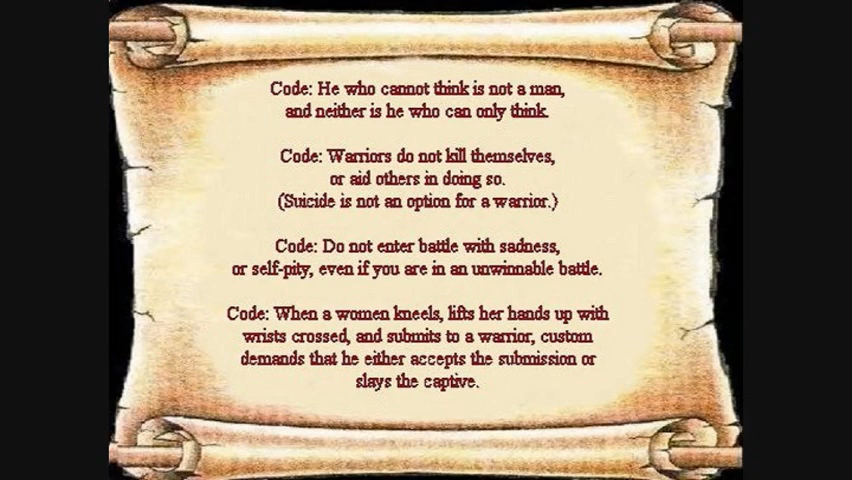 Code: He who cannot think is not a man,
and neither is he who can only think.
Code: Warriors do not kill themselves,
or aid others in doing so.
(Suicide is not an option for a warrior.)
Code: Do not enter battle with sadness,
or self-pity, even if you are in an unwinnable battle.
Code: When a women kneels, lifts her hands up with
wrists crossed, and submits to a warrior, custom
demands that he either accepts the submission or
slays the captive.